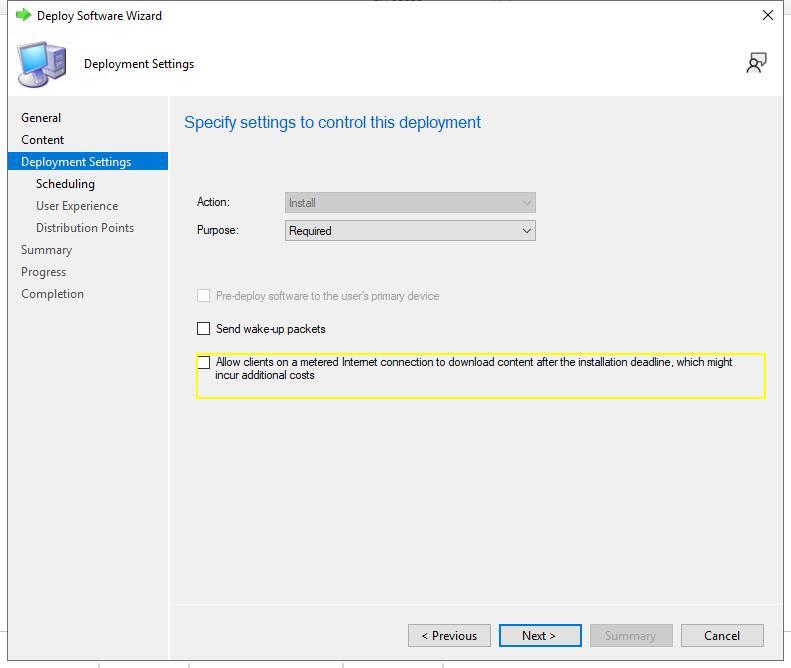 Deploy Software Wizard
Deployment Settings
General
Content
Deployment Settings
Scheduling
User Experience
Distribution Points
Summary
Progress
Completion
Specify settings to control this deployment
Action:
Install
Purpose:
Required
Pre-deploy software to the user's primary device
Send wake-up packets
Allow clients on a metered Internet connection to download content after the installation deadline, which might
incur additional costs
< Previous
Next >
Summary
Cancel